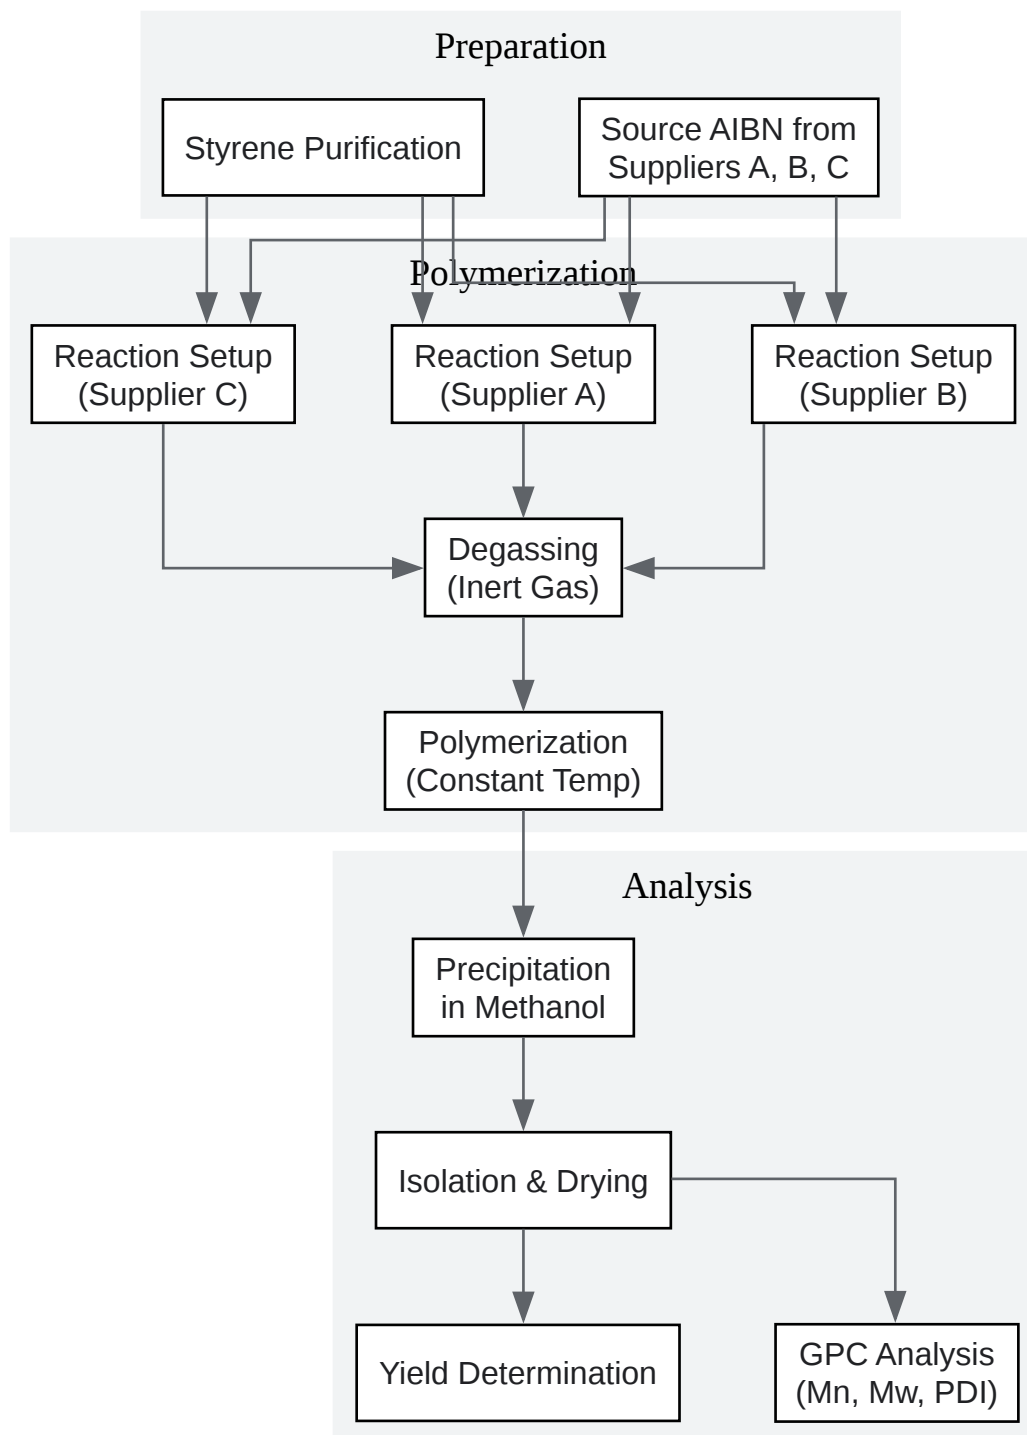 Preparation
Styrene Purification
Source AIBN from
Suppliers A, B, C
Polymerization
Reaction Setup
(Supplier C)
Reaction Setup
(Supplier A)
Reaction Setup
(Supplier B)
Degassing
(Inert Gas)
Polymerization
(Constant Temp)
Analysis
Precipitation
in Methanol
Isolation & Drying
Yield Determination
GPC Analysis
(Mn, Mw, PDI)